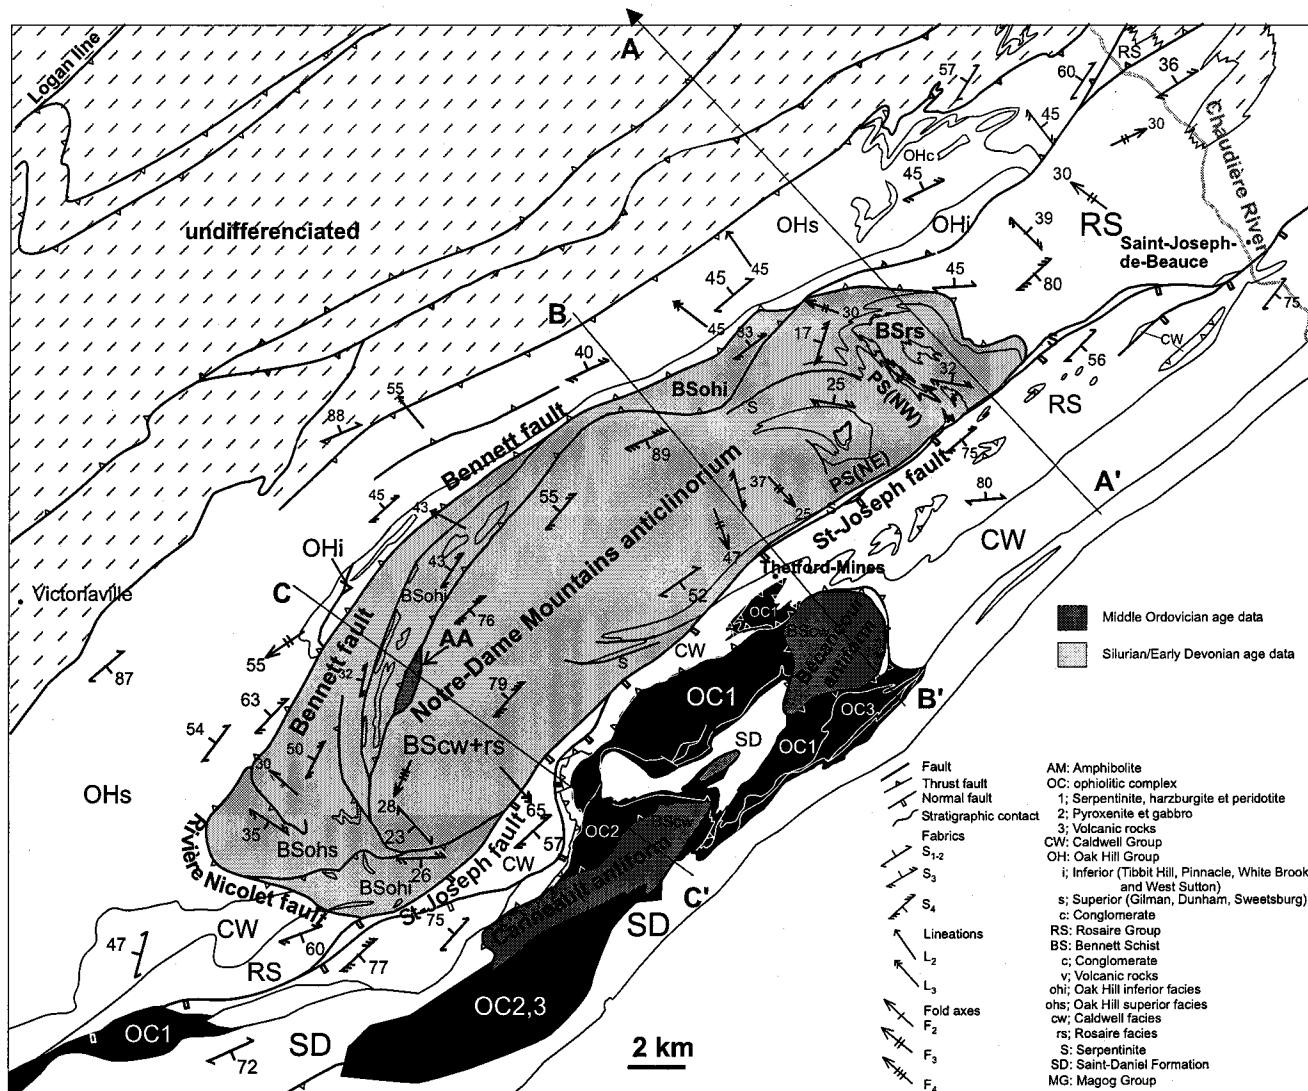 A
Logan line
57
RS
60
36
45
30
Chaudière River
OHc
45
30
undifferenciated
OHs
OHi
39
RS
Saint-Joseph-
de-Beauce
45
45
45
80
75
B
45
33
30
17
BSrs
CW
40
56
32
PS(NW)
RS
BSohi
55
S
25
88
Bennett fault
89
PS(NE)
75
A'
45
43
55
37
25
80
St-Joseph fault
CW
OHi
47
Thetford-Mines
Victoriaville
C
43
BSohi
52
OC1
Middle Ordovician age data
76
AA
BScw
Bécancour
antiform
Silurian/Early Devonian age data
Notre-Dame Mountains anticlinorum
S
CW
55
32
87
Bennett fault
79
OC1
OC3
B'
63
54
50
BScw+rs
SD
OC1
30
OHs
28
65
35
23
57
OC2
BScw
BSohs
26
CW
C'
Rivière Nicolet fault
BSohi
St-Joseph fault
Carineault antiform
CW
75
SD
47
60
RS
77
OC1
OC2,3
SD
72
2 km
Fault
Thrust fault
Normal fault
Stratigraphic contact
Fabrics
S1-2
S3
S4
Lineations
L2
L3
Fold axes
F2
F3
F4
AM: Amphibolite
OC: ophiolitic complex
1; Serpentinite, harzburgite et peridotite
2; Pyroxenite et gabbro
3; Volcanic rocks
CW: Caldwell Group
OH: Oak Hill Group
i; Inferior (Tibbit Hill, Pinnacle, White Brook
and West Sutton)
s; Superior (Gilman, Dunham, Sweetsburg)
c: Conglomerate
RS: Rosaire Group
BS: Bennett Schist
c; Conglomerate
v; Volcanic rocks
ohi; Oak Hill inferior facies
ohs; Oak Hill superior facies
cw; Caldwell facies
rs; Rosaire facies
S: Serpentinite
SD: Saint-Daniel Formation
MG: Magog Group